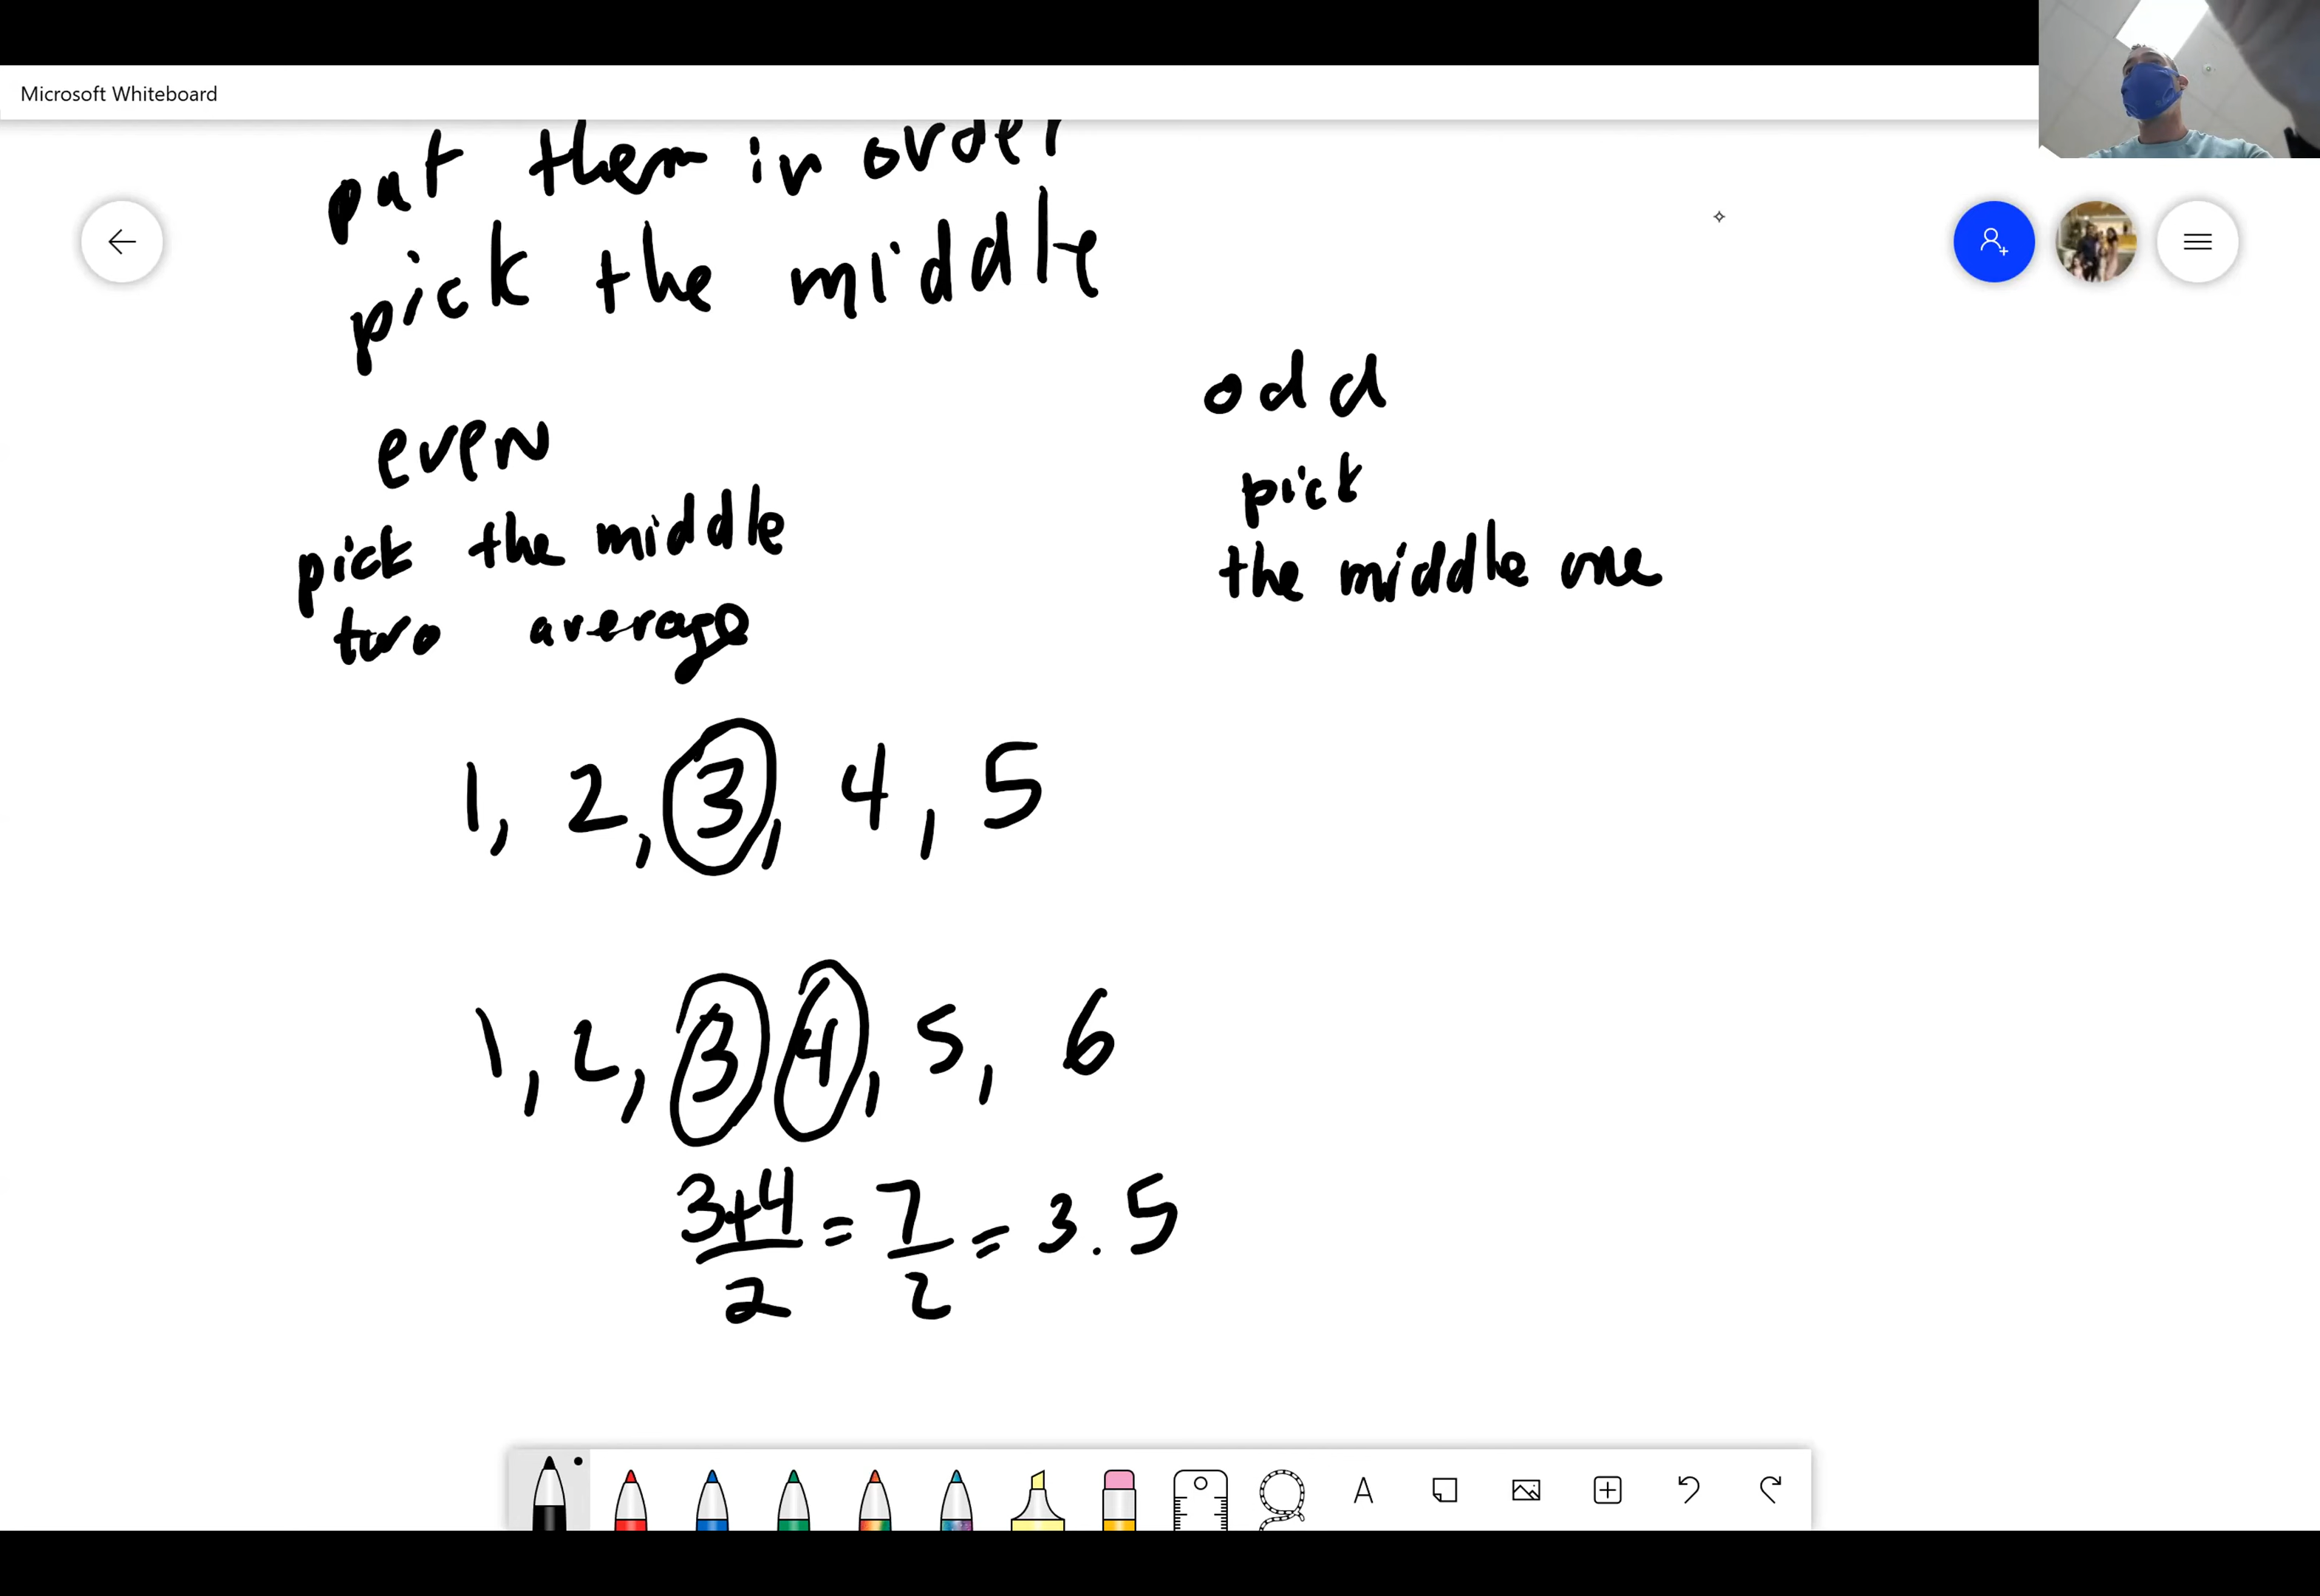 Microsoft Whiteboard
put them in order
pick the middle
even
pick the middle
two average
odd
pick
the middle one
1, 2, 3, 4, 5
1, 2, 3 4, 5, 6
3+4/2 = 7/2 = 3.5
A